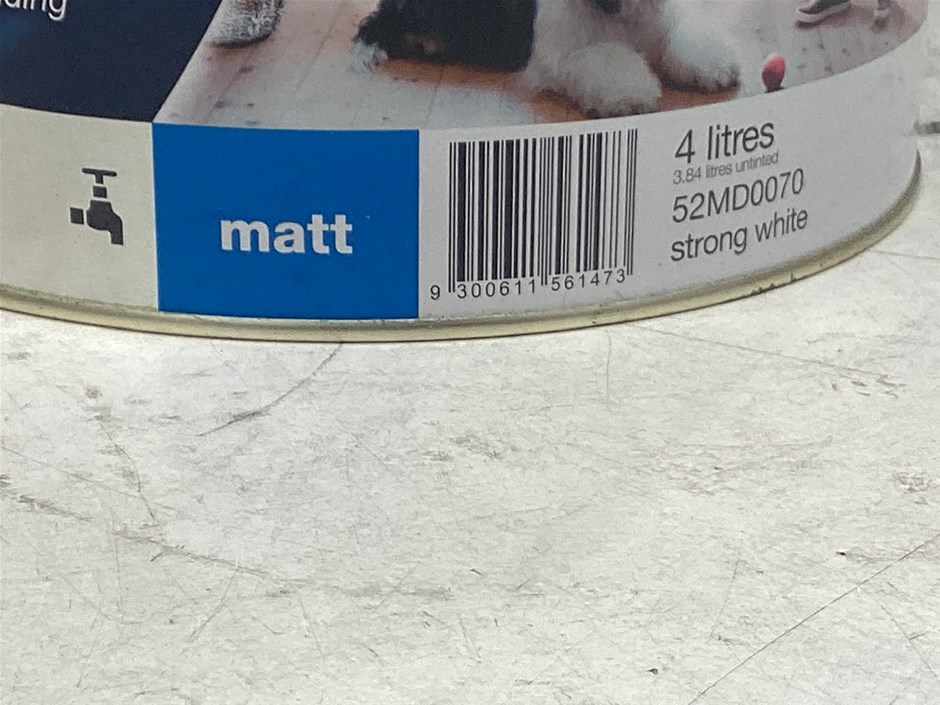 matt
9 300611 561473
4 litres
3.84 litres untinted
52MD0070
strong white